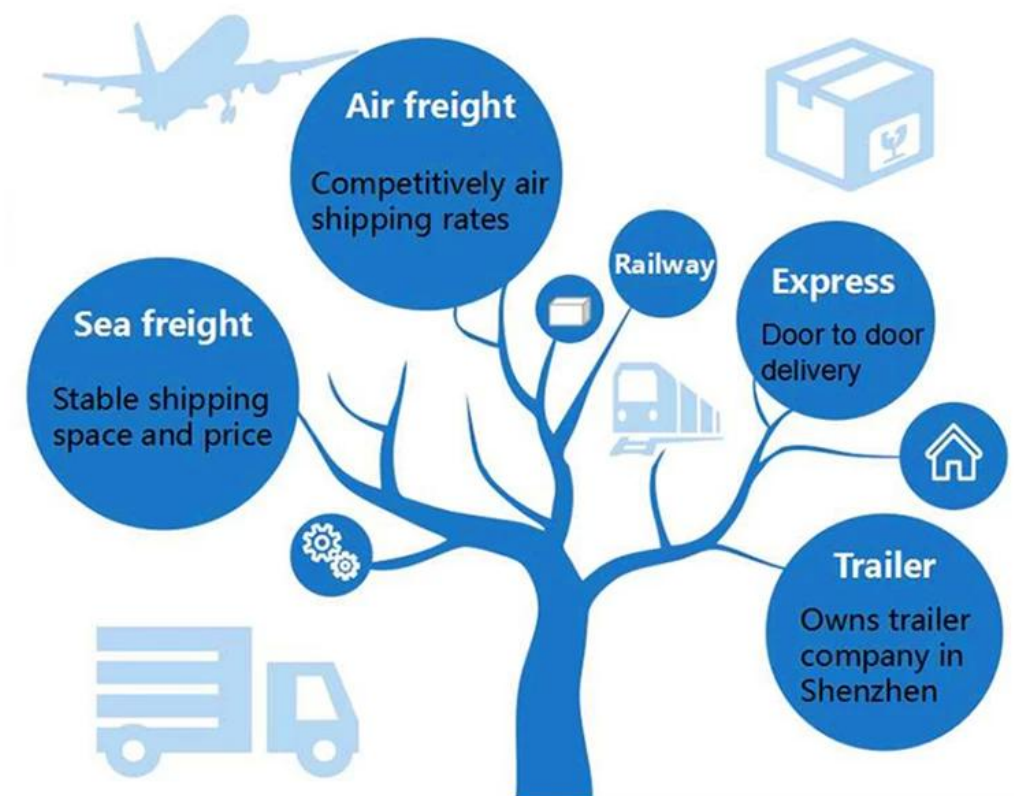 Air freight
Competitively air
shipping rates
Railway
Express
Door to door
delivery
Sea freight
Stable shipping
space and price
Trailer
Owns trailer
company in
Shenzhen